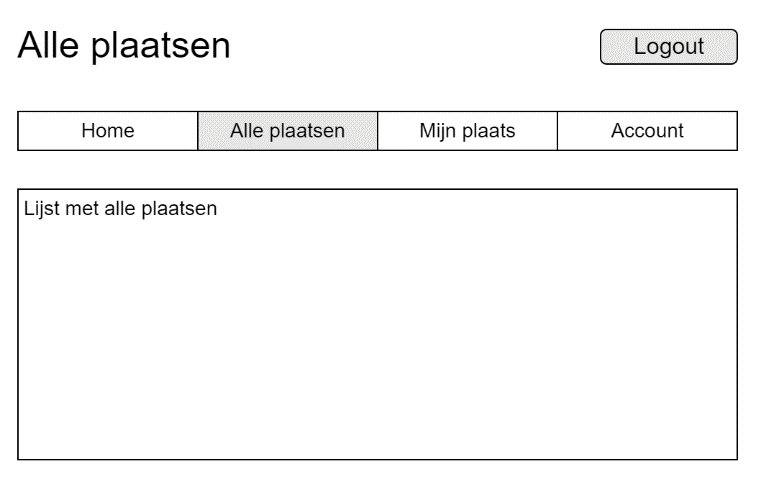 Alle plaatsen
Logout
Home
Alle plaatsen
Mijn plaats
Account
Lijst met alle plaatsen